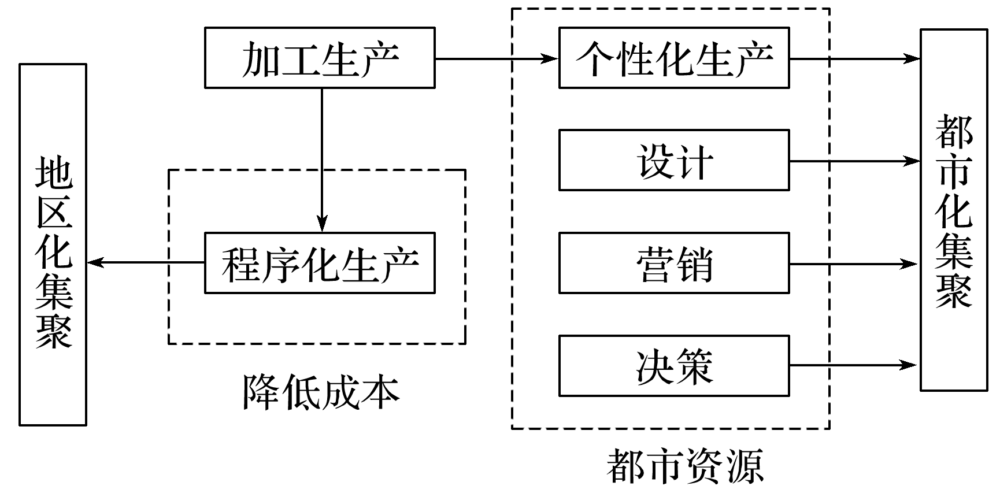 加工生产
个性化生产
地区化集聚
都市化集聚
设计
程序化生产
营销
决策
降低成本
都市资源